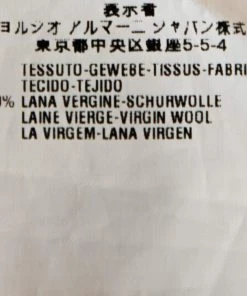 表示者
ョルジオ アルマーニ ジャパン株式
東京都中央区銀座5-5-4
TESSUTO-GEWEBE-TISSUS-FABRI
TECIDO-TEJIDO
% LANA VERGINE-SCHURWOLLE
LAINE VIERGE-VIRGIN WOOL
LA VIRGEM-LANA VIRGEN